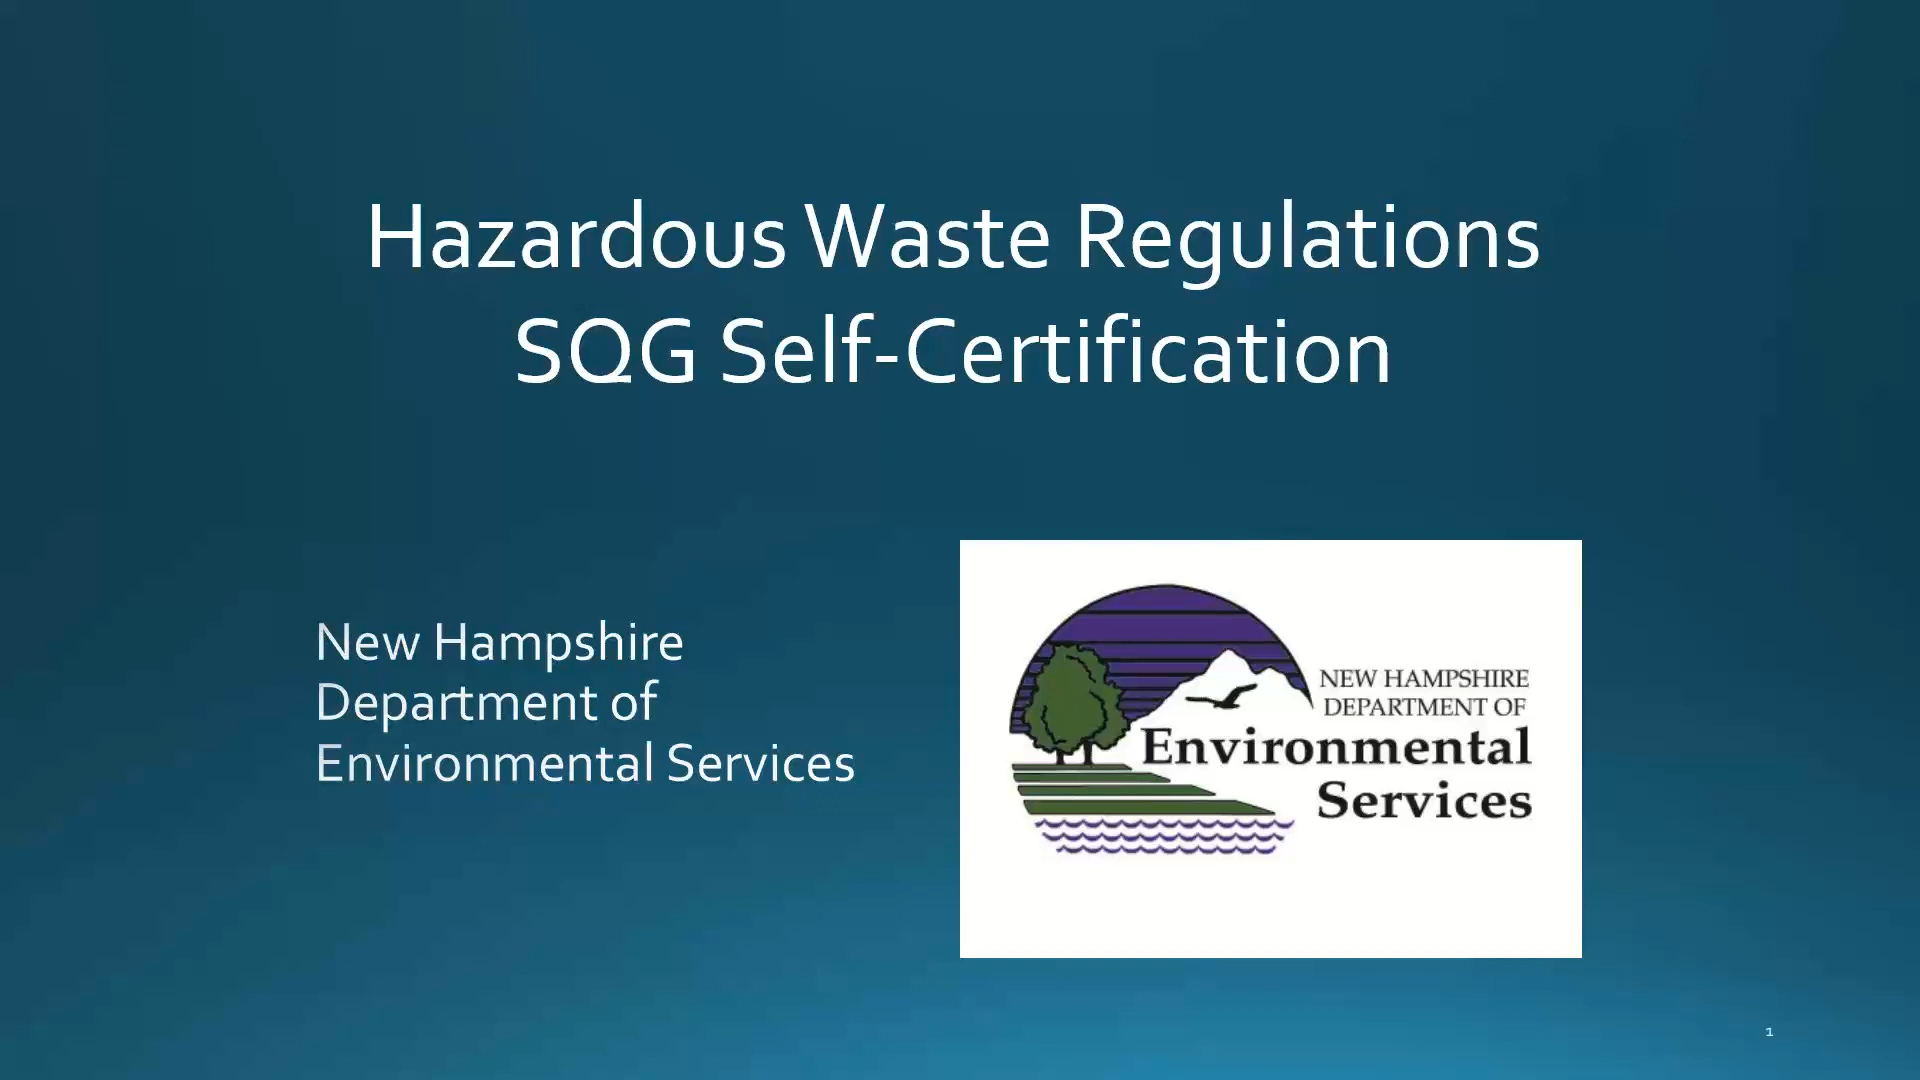 Hazardous Waste Regulations
SQG Self-Certification
New Hampshire
Department of
Environmental Services
NEW HAMPSHIRE
DEPARTMENT OF
Environmental
Services
1